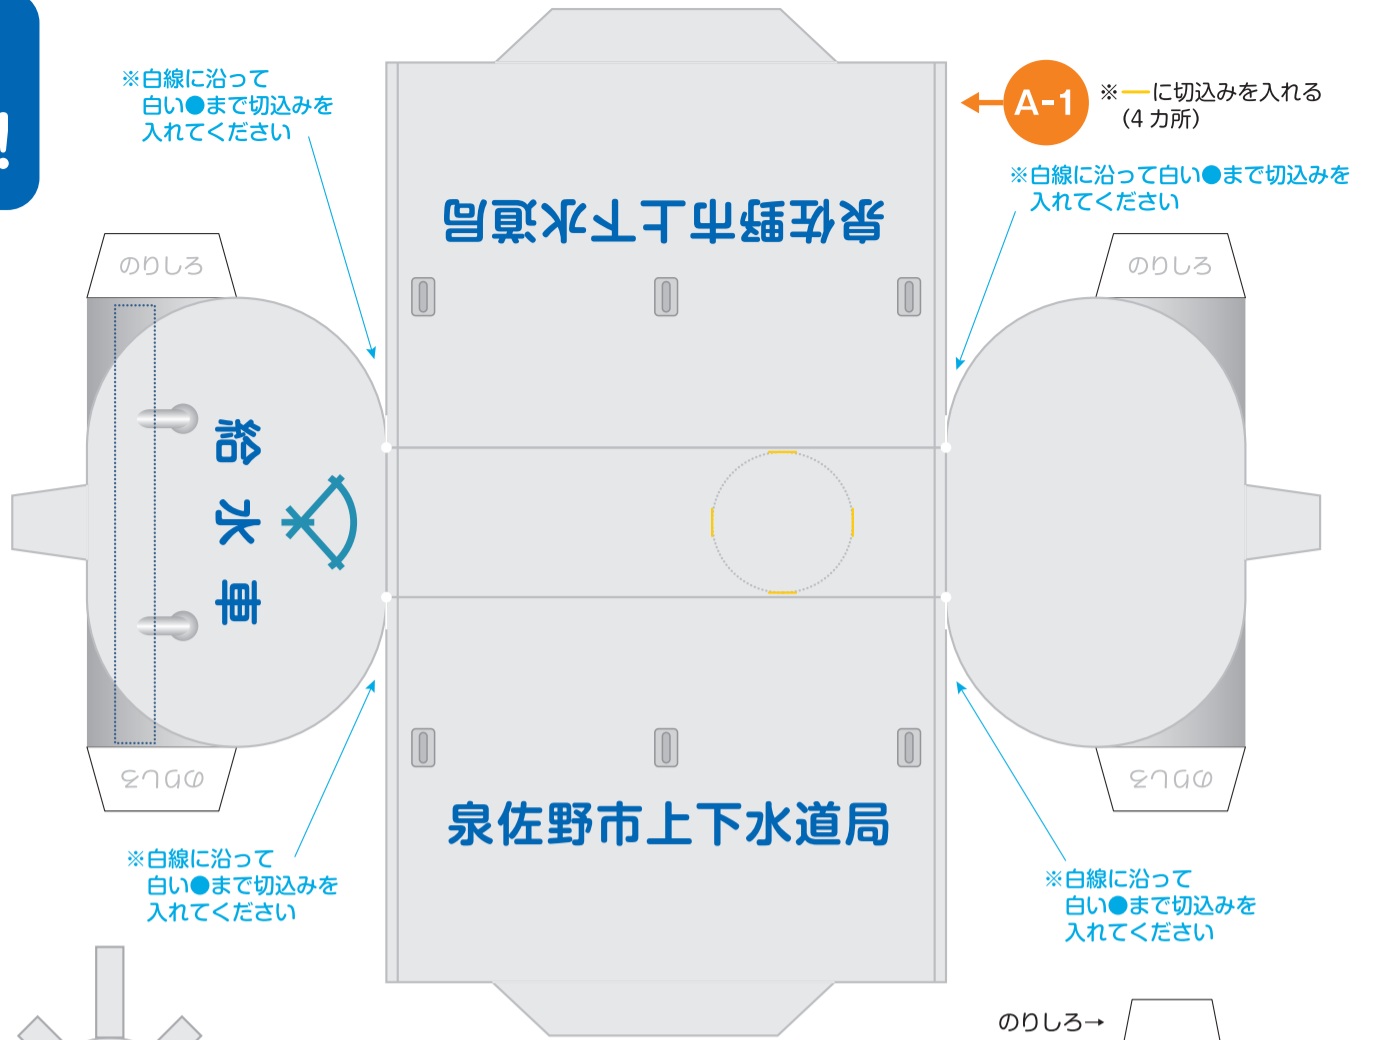 !
※白線に沿って
白い●まで切込みを
入れてください
A-1
※━に切込みを入れる
(4 カ所)
※白線に沿って白い●まで切込みを
入れてください
泉佐野市上下水道局
のりしろ
のりしろ
給水車
泉佐野市上下水道局
のりしろ
のりしろ
※白線に沿って
白い●まで切込みを
入れてください
※白線に沿って
白い●まで切込みを
入れてください
のりしろ→